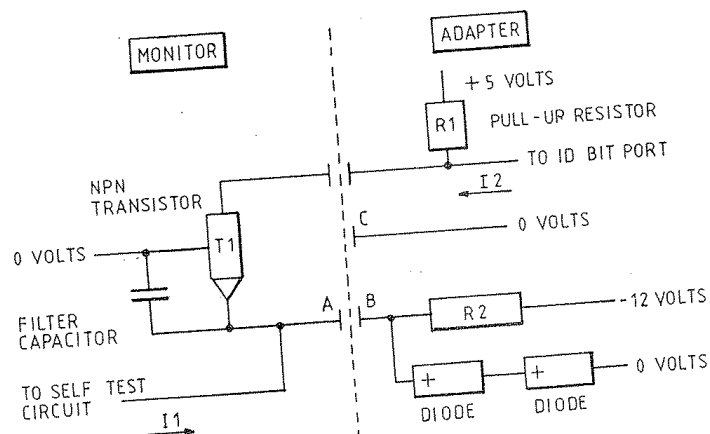 MONITOR
ADAPTER
+5 VOLTS
R1
PULL-UP RESISTOR
TO ID BIT PORT
I2
NPN
TRANSISTOR
T1
0 VOLTS
C
0 VOLTS
FILTER
CAPACITOR
A
B
R2
-12 VOLTS
+
+
0 VOLTS
DIODE
DIODE
TO SELF TEST
CIRCUIT
I1